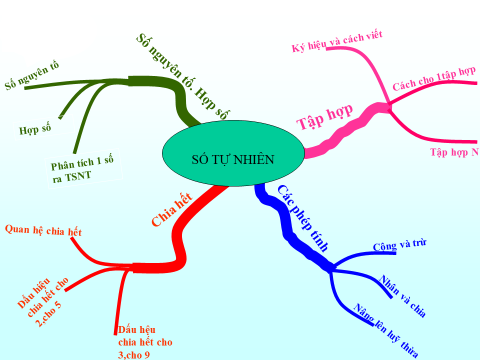 Số nguyên tố. Hợp số
Số nguyên tố
Hợp số
Phân tích 1 số
ra TSNT
Ký hiệu và cách viết
Cách cho 1tập hợp
Tập hợp
Tập hợp N
SỐ TỰ NHIÊN
Chia hết
Quan hệ chia hết
Dấu hiệu
chia hết cho
2,cho 5
Dấu hệu
chia hết cho
3,cho 9
Các phép tính
Cộng và trừ
Nhân và chia
Nâng lên luỹ thừa